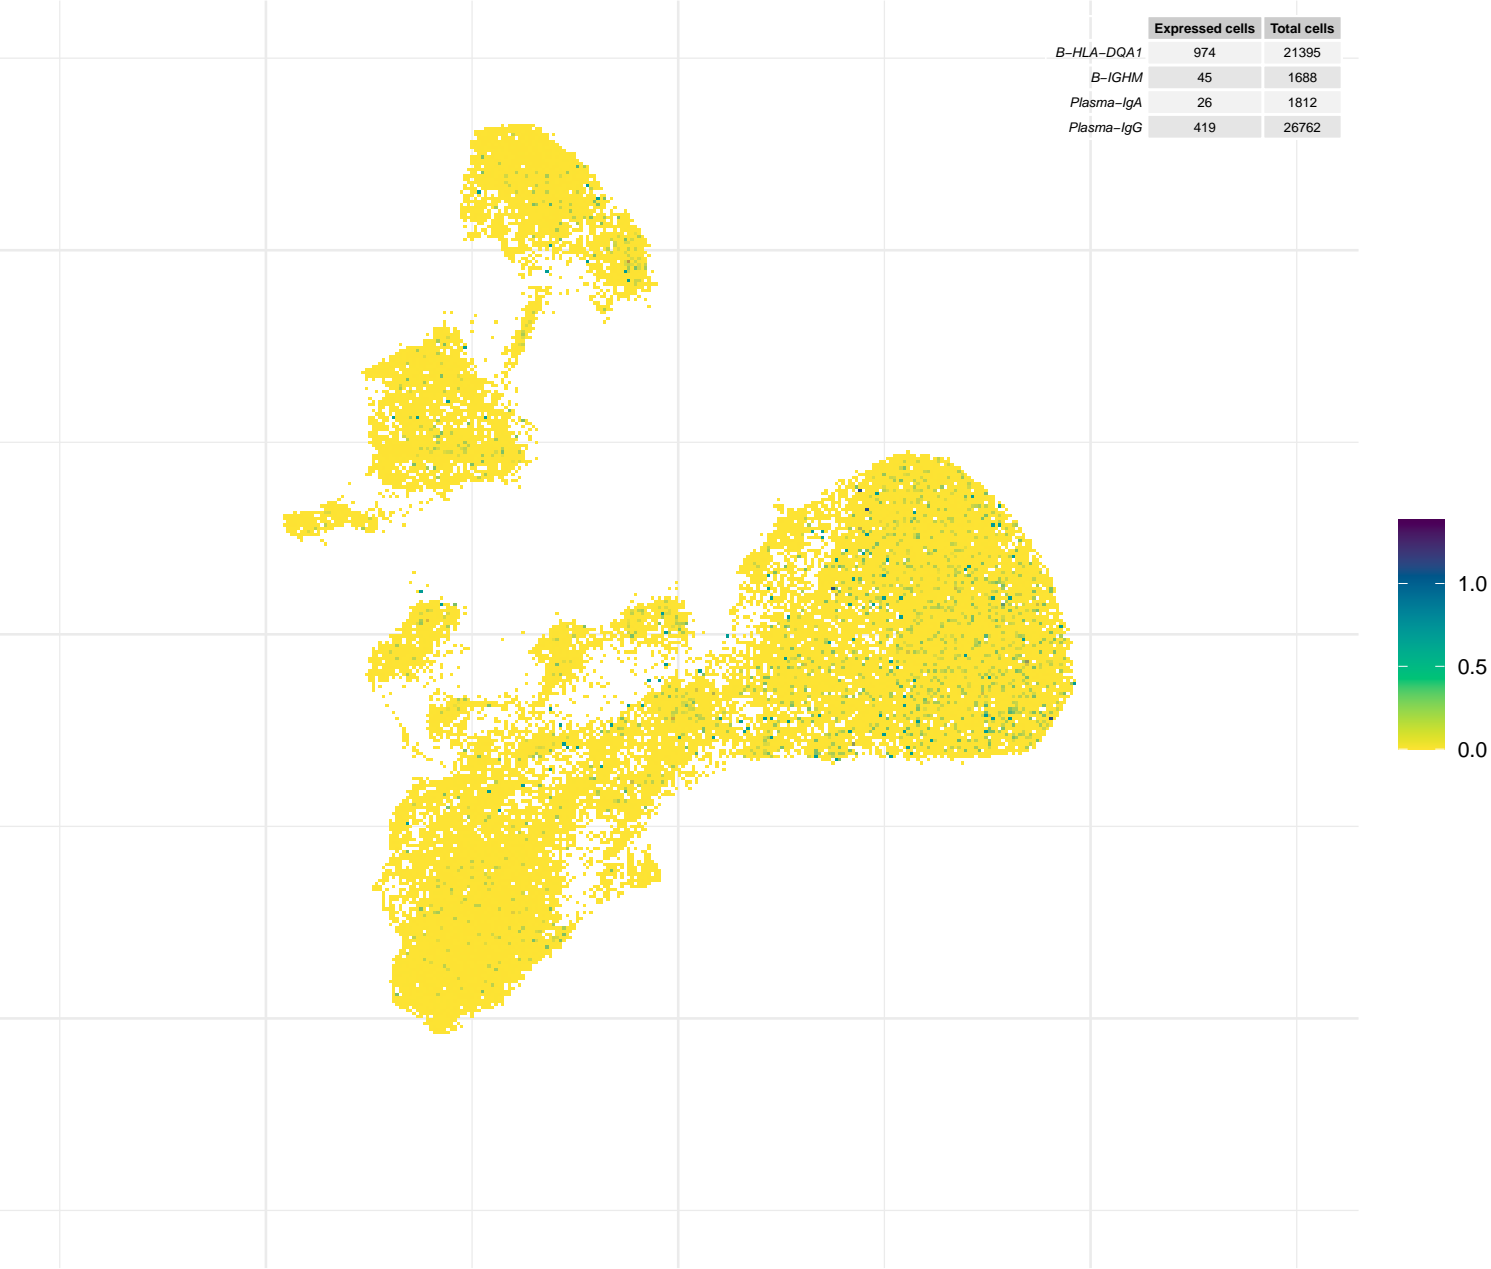 Expressed cells Total cells
B-HLA-DQA1 974 21395
B-IGHM 45 1688
Plasma-IgA 26 1812
Plasma-IgG 419 26762
1.0
0.5
0.0